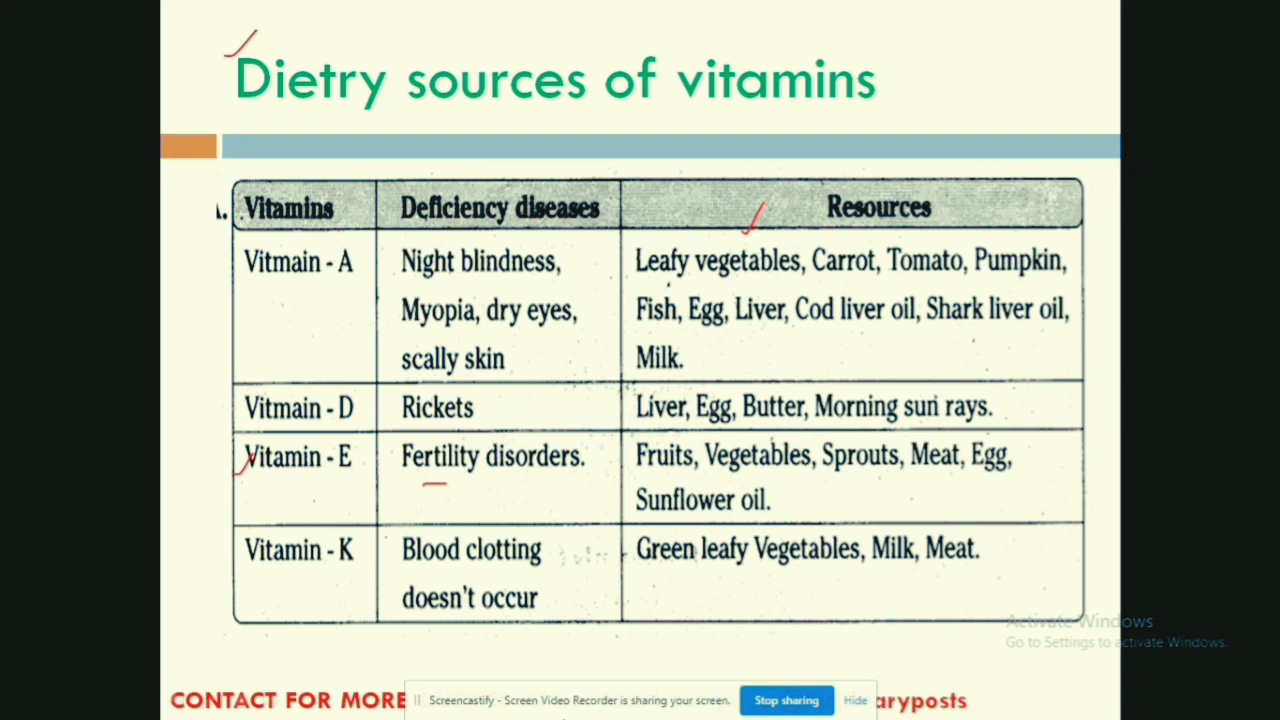 Dietry sources of vitamins
Vitamins Deficiency diseases Resources
Vitmain - A Night blindness, Leafy vegetables, Carrot, Tomato, Pumpkin,
Myopia, dry eyes, Fish, Egg, Liver, Cod liver oil, Shark liver oil,
scally skin Milk.
Vitmain - D Rickets Liver, Egg, Butter, Morning sun rays.
Vitamin - E Fertility disorders. Fruits, Vegetables, Sprouts, Meat, Egg,
Sunflower oil.
Vitamin - K Blood clotting Green leafy Vegetables, Milk, Meat.
doesn't occur
Activate Windows
Go to Settings to activate Windows.
CONTACT FOR MORE
Screencastify - Screen Video Recorder is sharing your screen. Stop sharing Hide
aryposts